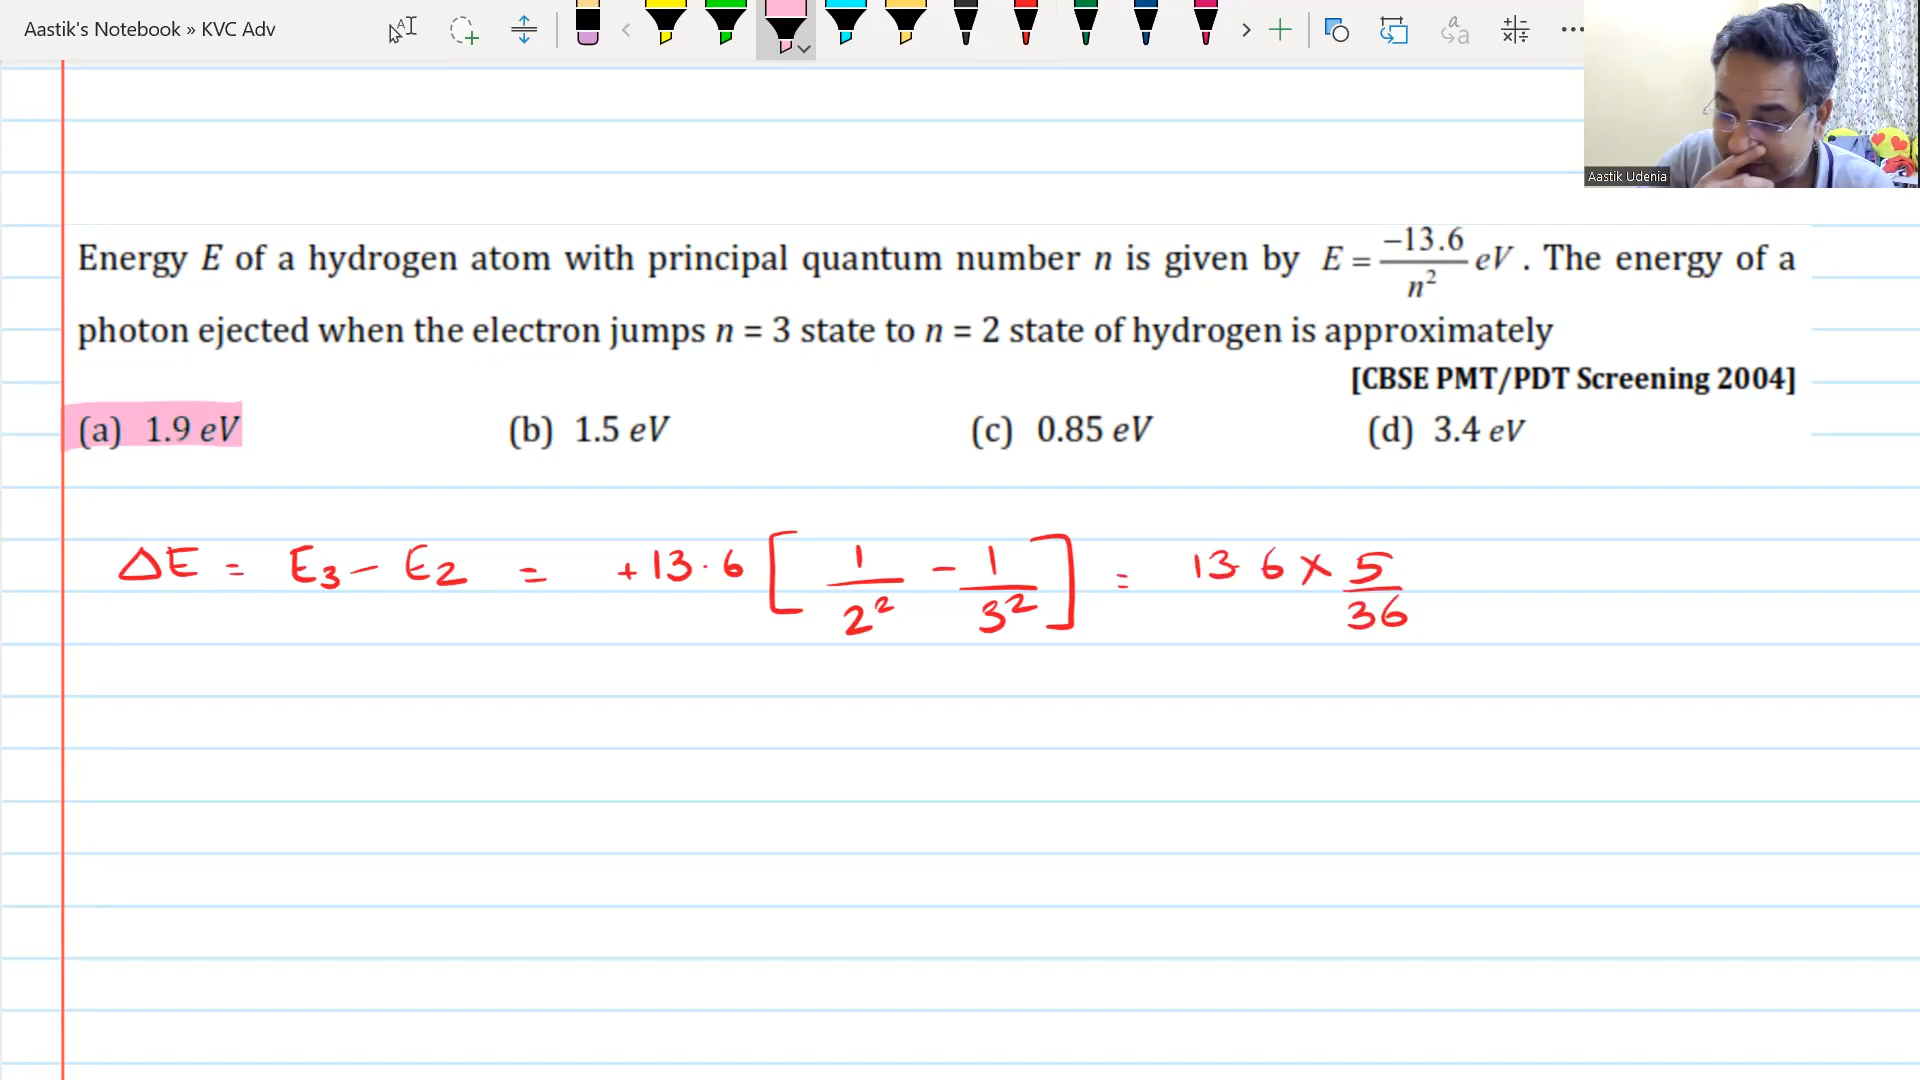 Aastik's Notebook » KVC Adv
Aastik Udenia
Energy E of a hydrogen atom with principal quantum number n is given by E = −13.6/n² eV . The energy of a
photon ejected when the electron jumps n = 3 state to n = 2 state of hydrogen is approximately
[CBSE PMT/PDT Screening 2004]
(a) 1.9 eV (b) 1.5 eV (c) 0.85 eV (d) 3.4 eV
ΔE = E₃ − E₂ = +13.6 [ 1/2² − 1/3² ] = 13 6 × 5/36